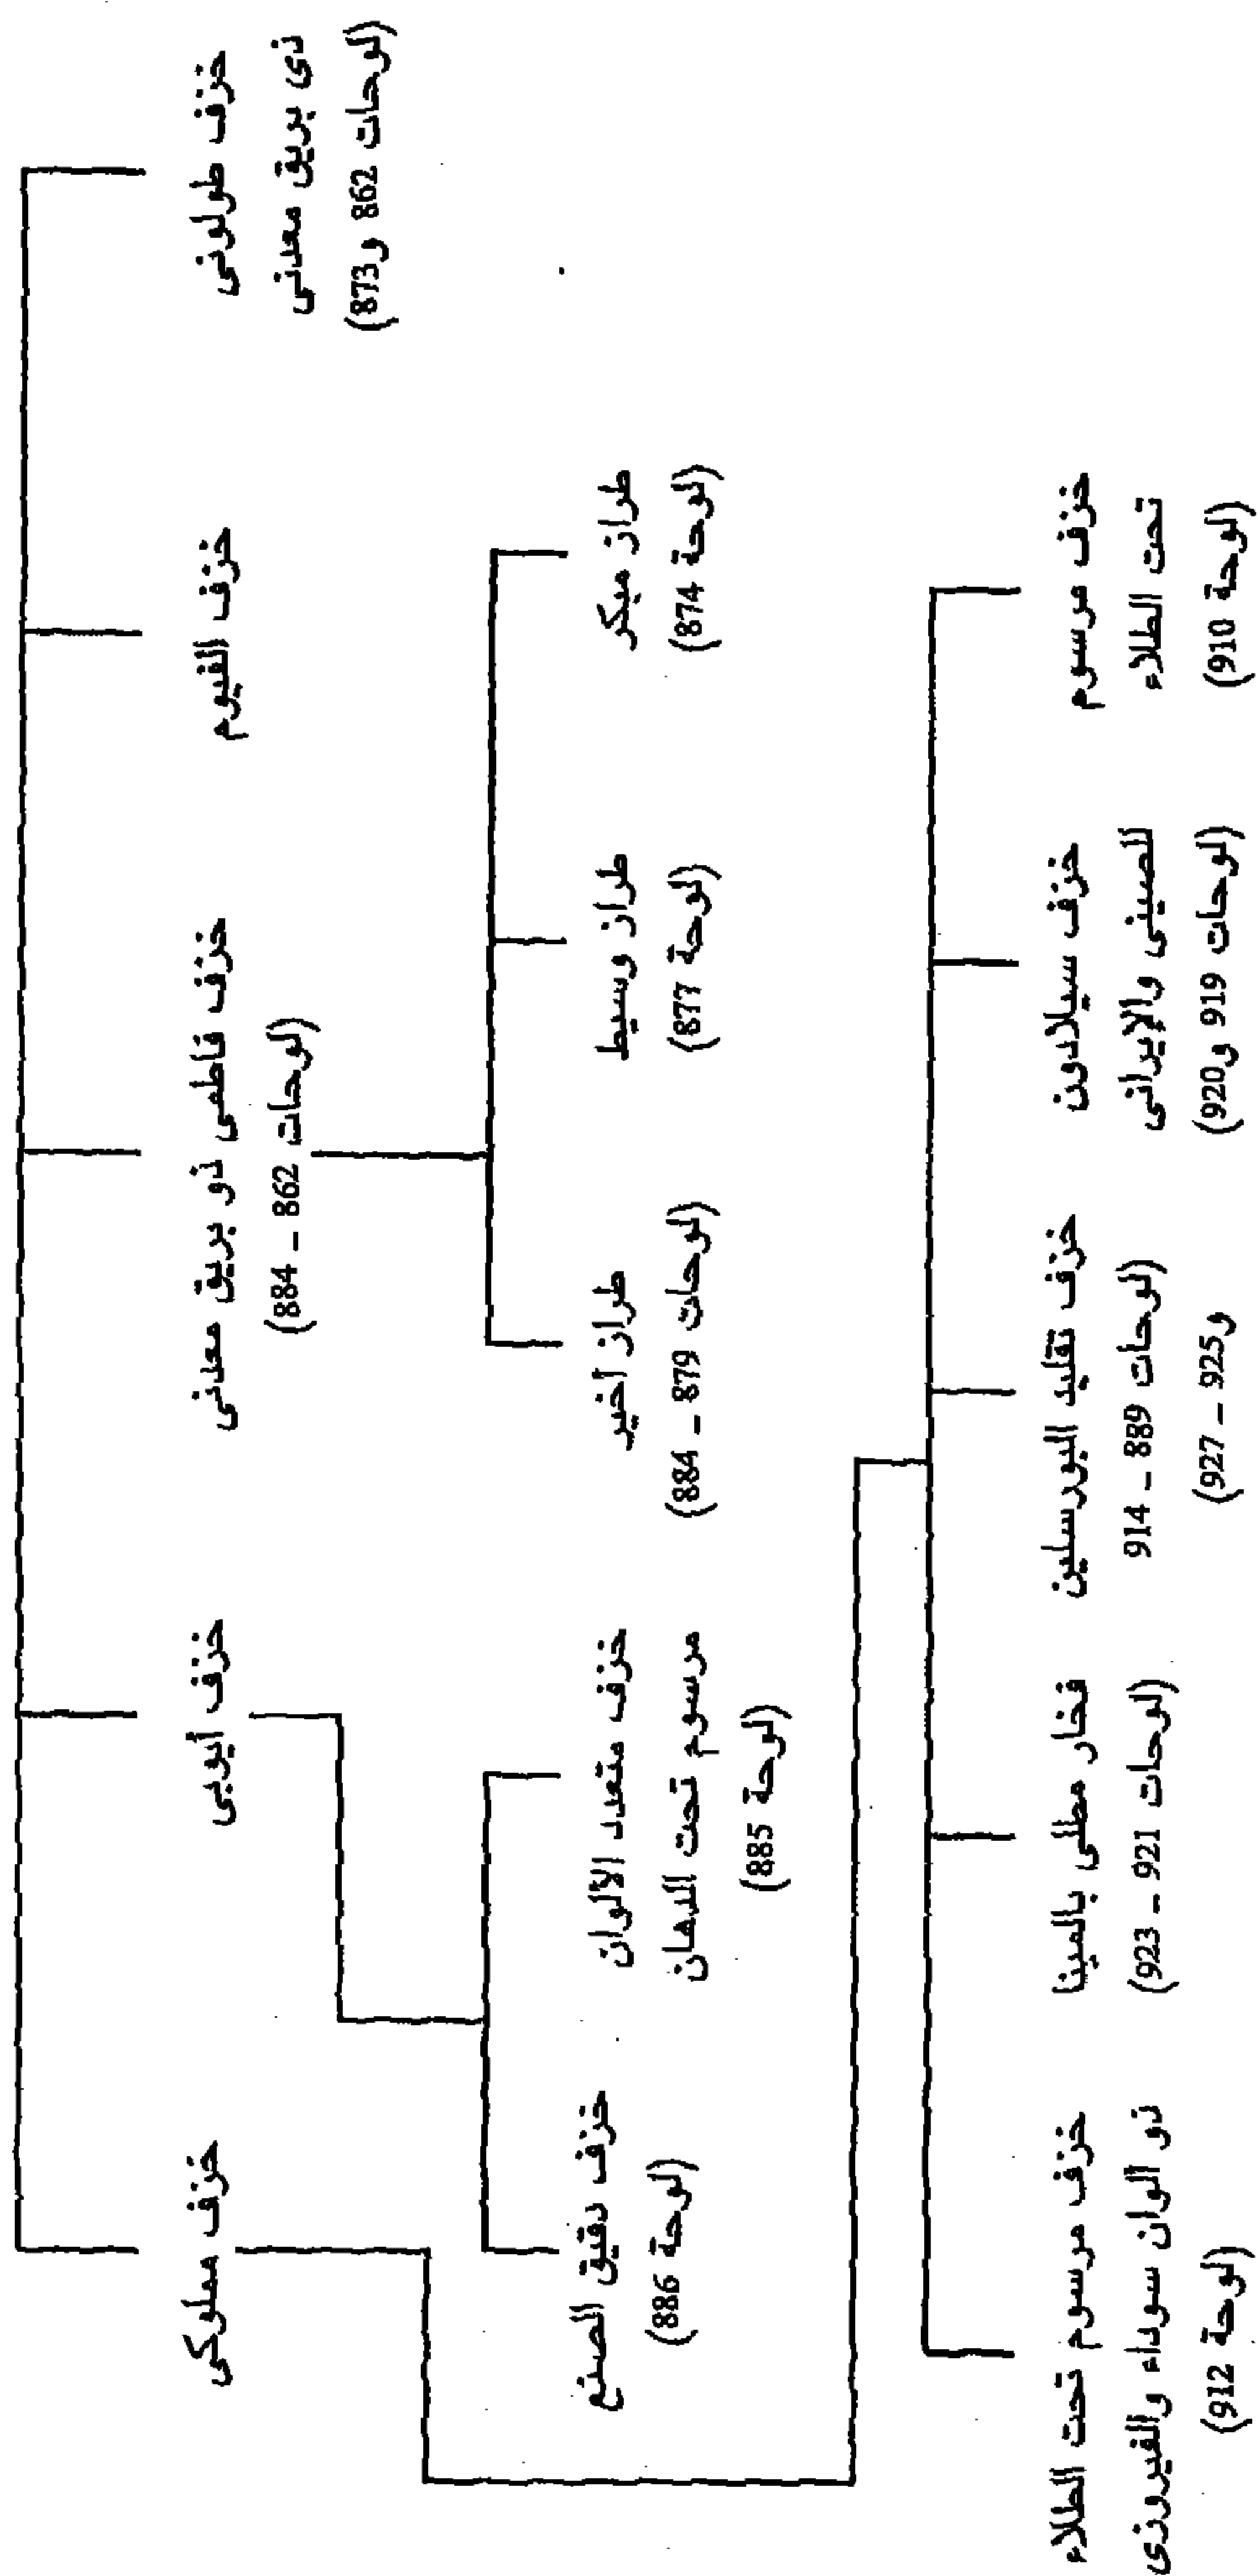 خزف طولونى
ذى بريق معدنى
(لوحات 862 و873)
خزف الفيوم
خزف فاطمى ذو بريق معدنى
(لوحات 862 _ 884)
خزف أيوبى
خزف مملوكى
طراز مبكر
(لوحة 874)
طراز وسيط
(لوحة 877)
طراز أخير
(لوحات 879 _ 884)
خزف متعدد الألوان
مرسوم تحت الدهان
(لوحة 885)
خزف دقيق الصنع
(لوحة 886)
خزف مرسوم
تحت الطلاء
(لوحة 910)
خزف سيلادون
الصينى والإيرانى
(لوحات 919 و920)
خزف تقليد البورسلين
(لوحات 889 _ 914
و925 _ 927)
فخار مطلى بالمينا
(لوحات 921 _ 923)
خزف مرسوم تحت الطلاء
ذو ألوان سوداء والفيروزى
(لوحة 912)